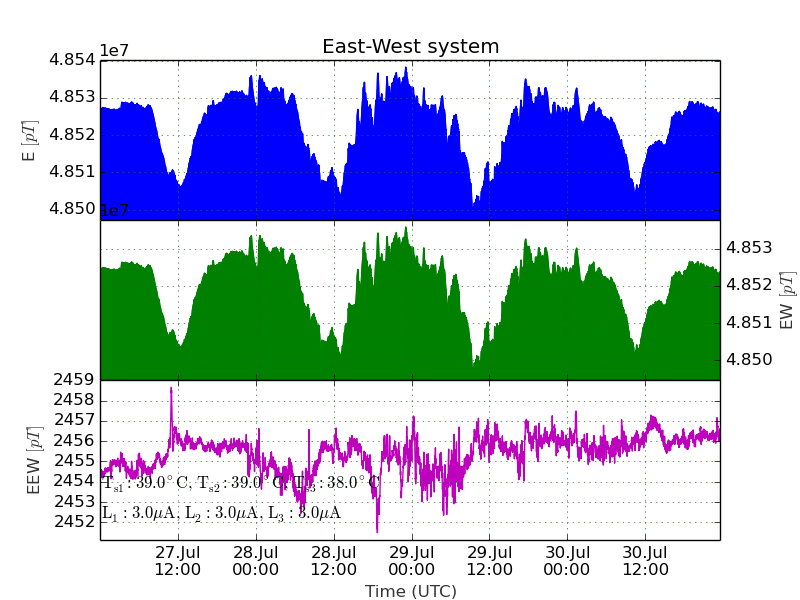 East-West system
1e7
4.854
4.853
4.852
4.851
4.850
E [pT]
1e7
4.853
4.852
4.851
4.850
EW [pT]
2459
2458
2457
2456
2455
2454
2453
2452
EEW [pT]
T_s1 : 39.0°C, T_s2 : 39.0°C, T_s3 : 38.0°C
L_1 : 3.0μA, L_2 : 3.0μA, L_3 : 3.0μA
27.Jul 28.Jul 28.Jul 29.Jul 29.Jul 30.Jul 30.Jul
12:00 00:00 12:00 00:00 12:00 00:00 12:00
Time (UTC)